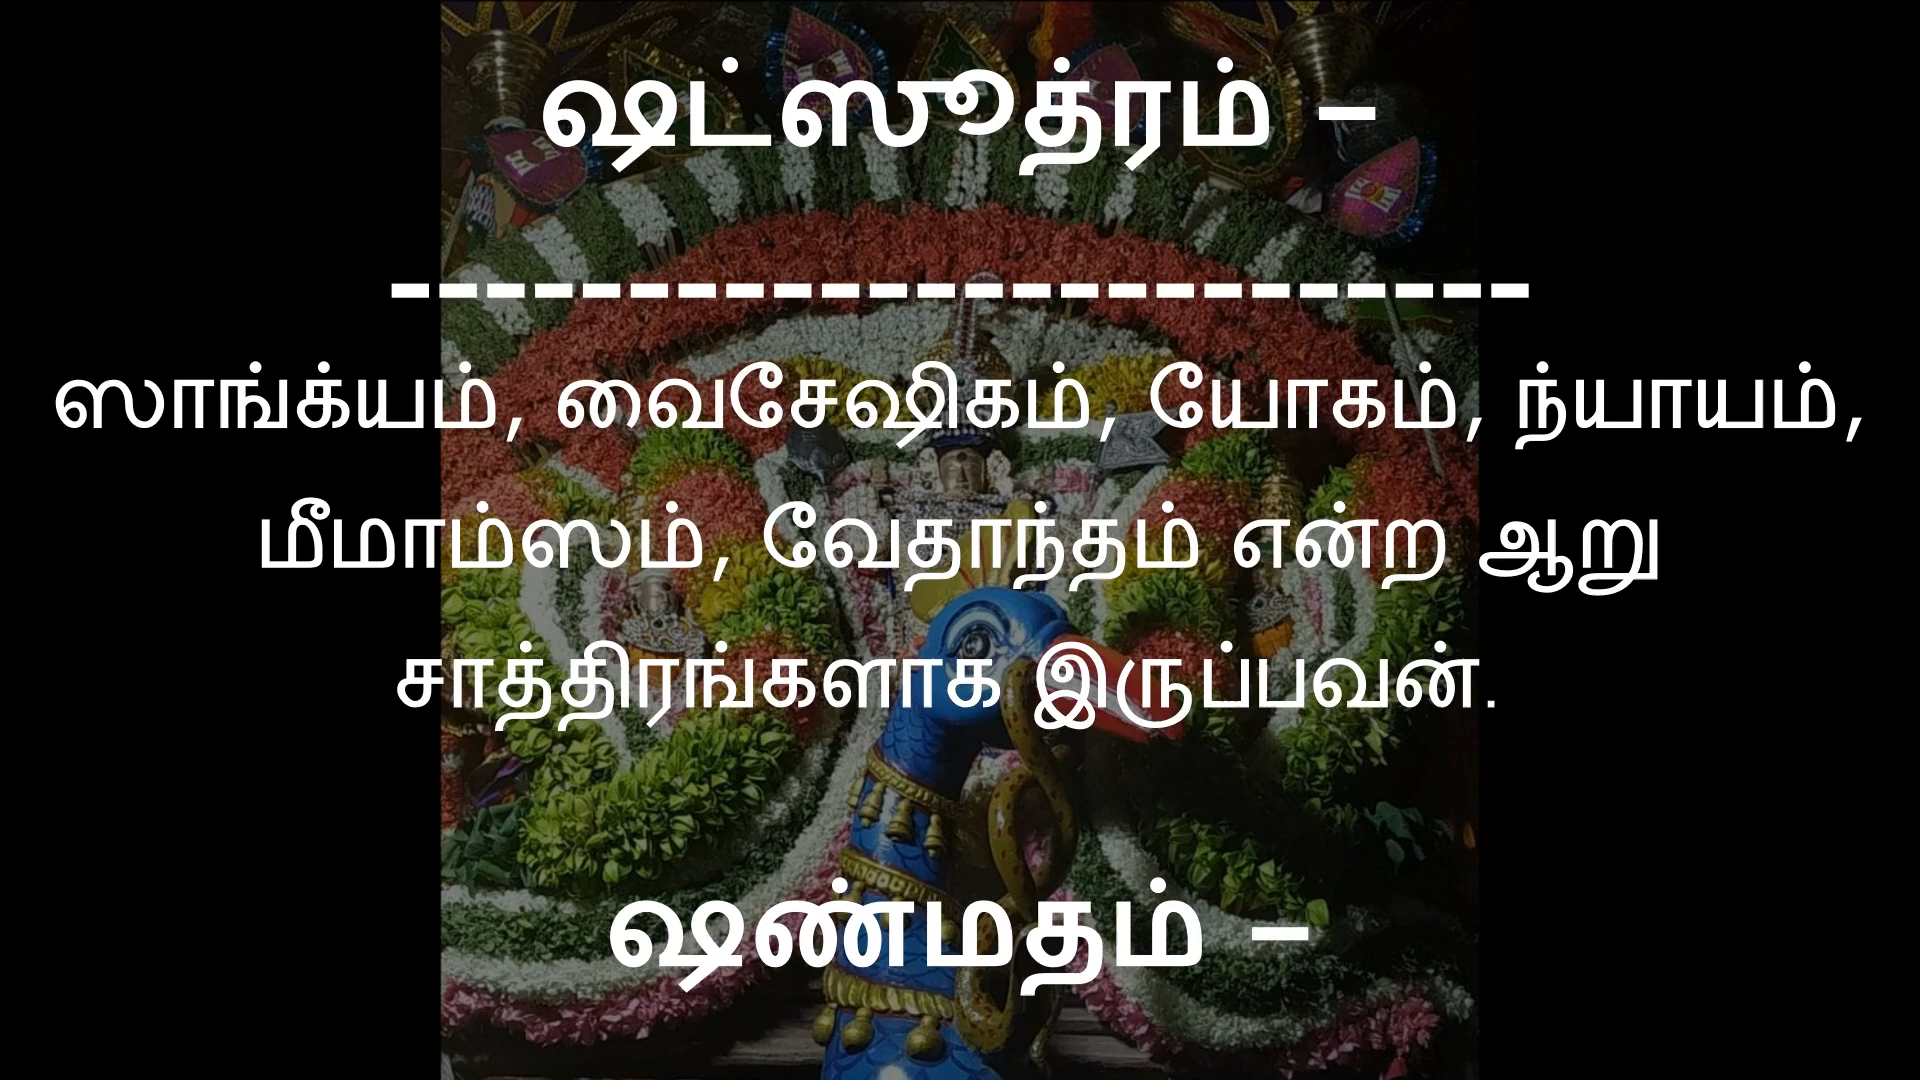 ஷட்ஸூத்ரம் –
------------------------
ஸாங்க்யம், வைசேஷிகம், யோகம், ந்யாயம்,
மீமாம்ஸம், வேதாந்தம் என்ற ஆறு
சாத்திரங்களாக இருப்பவன்.
ஷண்மதம் –